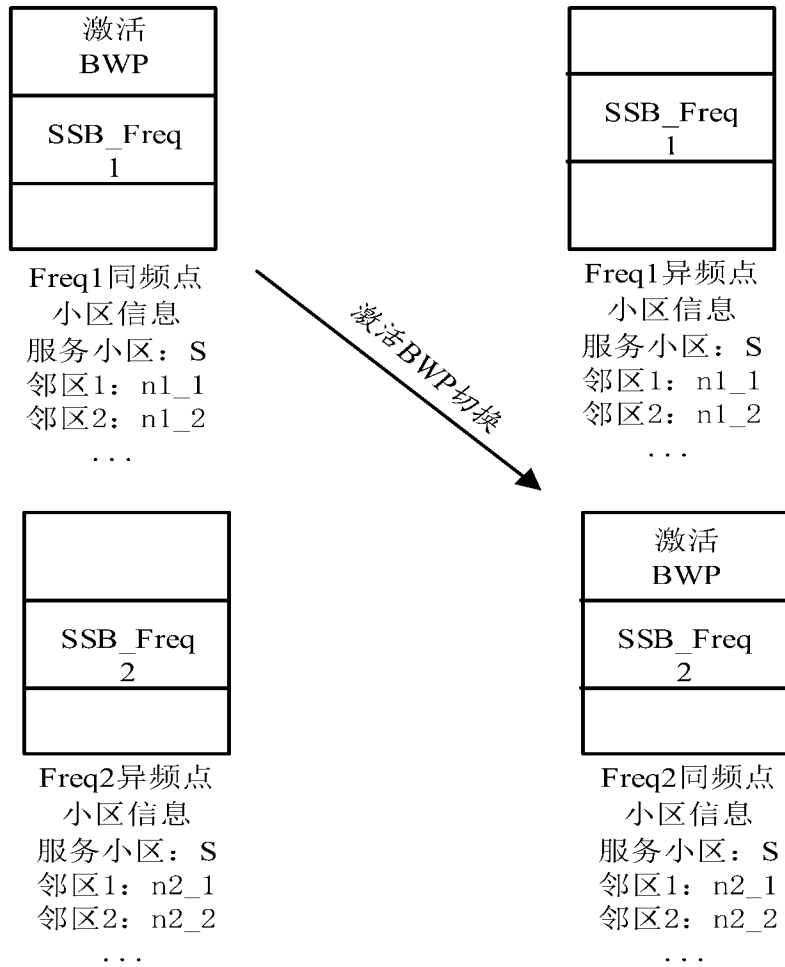 激活
BWP
SSB_Freq
1
Freq1同频点
小区信息
服务小区：S
邻区1：n1_1
邻区2：n1_2
...
SSB_Freq
1
Freq1异频点
小区信息
服务小区：S
邻区1：n1_1
邻区2：n1_2
...
激活BWP切换
SSB_Freq
2
Freq2异频点
小区信息
服务小区：S
邻区1：n2_1
邻区2：n2_2
...
激活
BWP
SSB_Freq
2
Freq2同频点
小区信息
服务小区：S
邻区1：n2_1
邻区2：n2_2
...